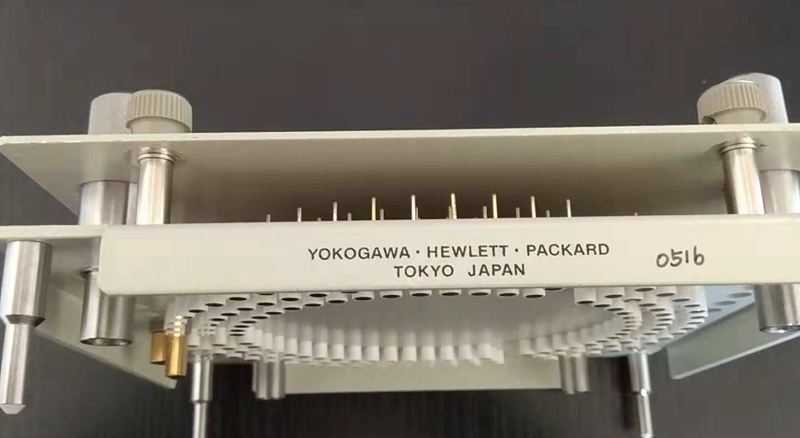 YOKOGAWA · HEWLETT · PACKARD
TOKYO JAPAN
0516